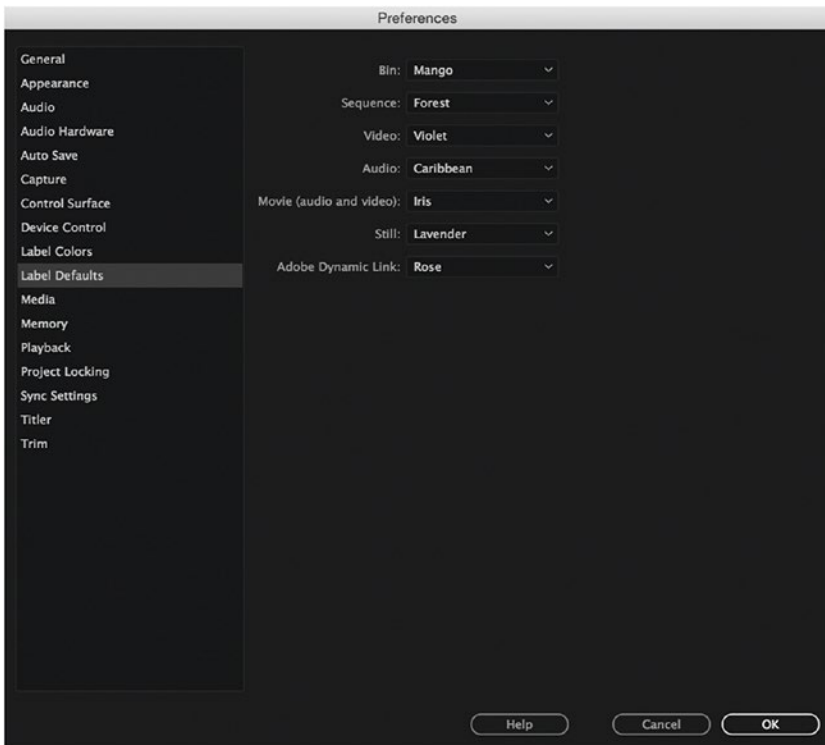 Preferences
General
Appearance
Audio
Audio Hardware
Auto Save
Capture
Control Surface
Device Control
Label Colors
Label Defaults
Media
Memory
Playback
Project Locking
Sync Settings
Titler
Trim
Bin: Mango
Sequence: Forest
Video: Violet
Audio: Caribbean
Movie (audio and video): Iris
Still: Lavender
Adobe Dynamic Link: Rose
Help
Cancel
OK